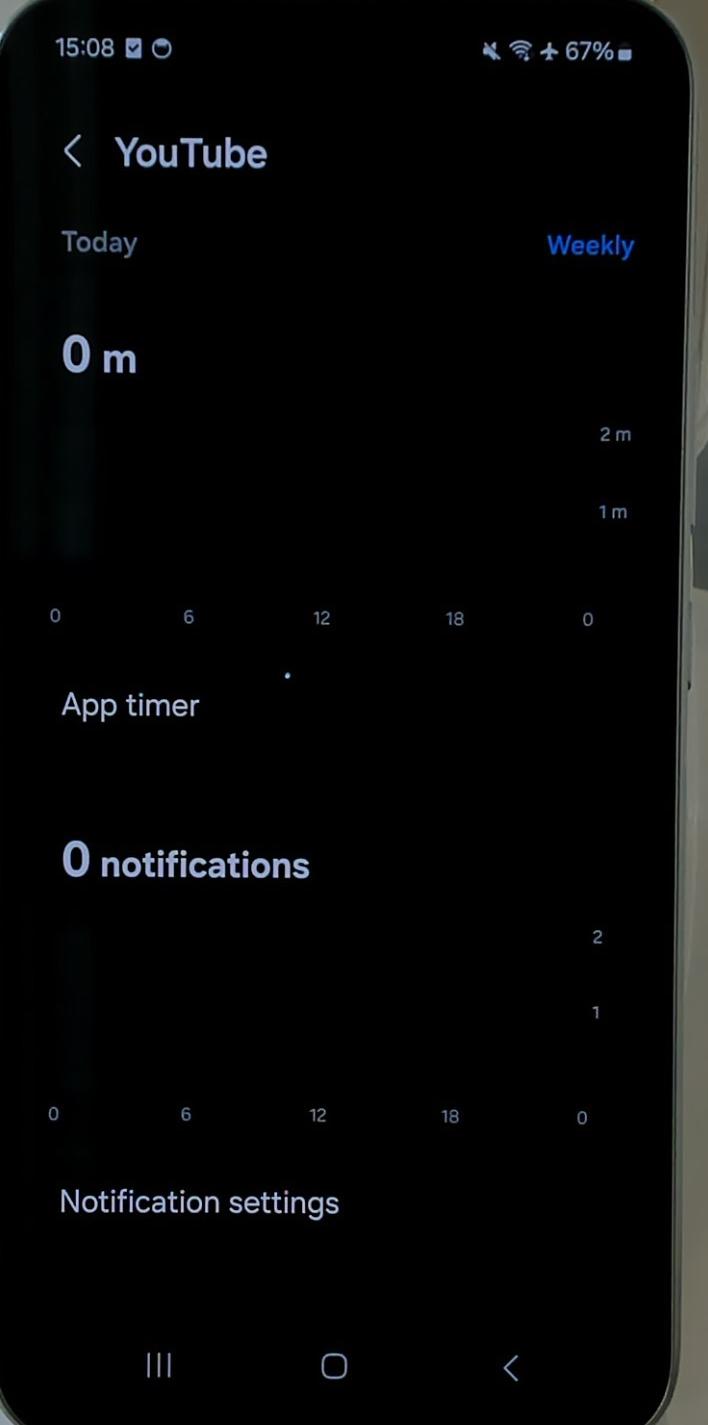 15:08 67%
YouTube
Today Weekly
0 m
2 m
1 m
0 6 12 18 0
App timer
0 notifications
2
1
0 6 12 18 0
Notification settings